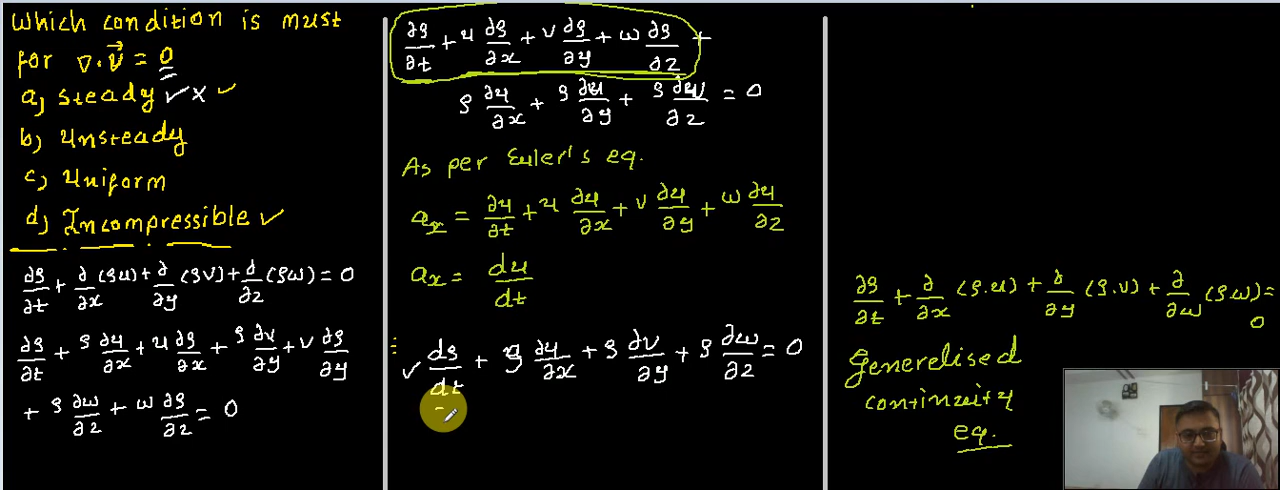 Which condition is must
for ∇·V⃗ = 0
a) steady ✓ × ✓
b) Unsteady
c) Uniform
d) Incompressible ✓
∂ρ/∂t + ∂/∂x (ρu) + ∂/∂y (ρv) + ∂/∂z (ρw) = 0
∂ρ/∂t + ρ ∂u/∂x + u ∂ρ/∂x + ρ ∂v/∂y + v ∂ρ/∂y
+ ρ ∂w/∂z + w ∂ρ/∂z = 0
∂ρ/∂t + u ∂ρ/∂x + v ∂ρ/∂y + w ∂ρ/∂z +
ρ ∂u/∂x + ρ ∂v/∂y + ρ ∂w/∂z = 0
As per Euler's eq.
ax = ∂u/∂t + u ∂u/∂x + v ∂u/∂y + w ∂u/∂z
ax = du/dt
✓ dρ/dt + ρ ∂u/∂x + ρ ∂v/∂y + ρ ∂w/∂z = 0
∂ρ/∂t + ∂/∂x (ρ.u) + ∂/∂y (ρ.v) + ∂/∂w (ρ.w) =
0
Generelised
continuity
eq.